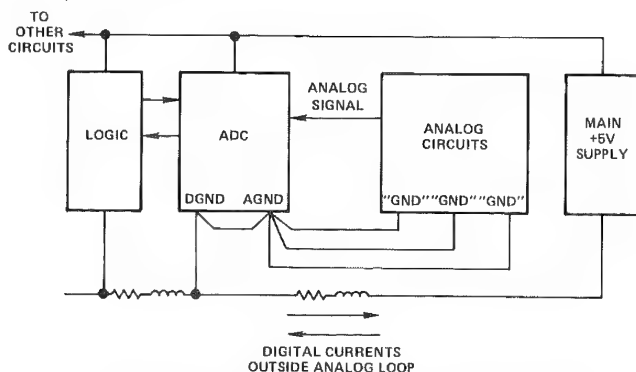 TO
OTHER
CIRCUITS
LOGIC
ADC
DGND AGND
ANALOG
SIGNAL
ANALOG
CIRCUITS
"GND" "GND" "GND"
MAIN
+5V
SUPPLY
DIGITAL CURRENTS
OUTSIDE ANALOG LOOP